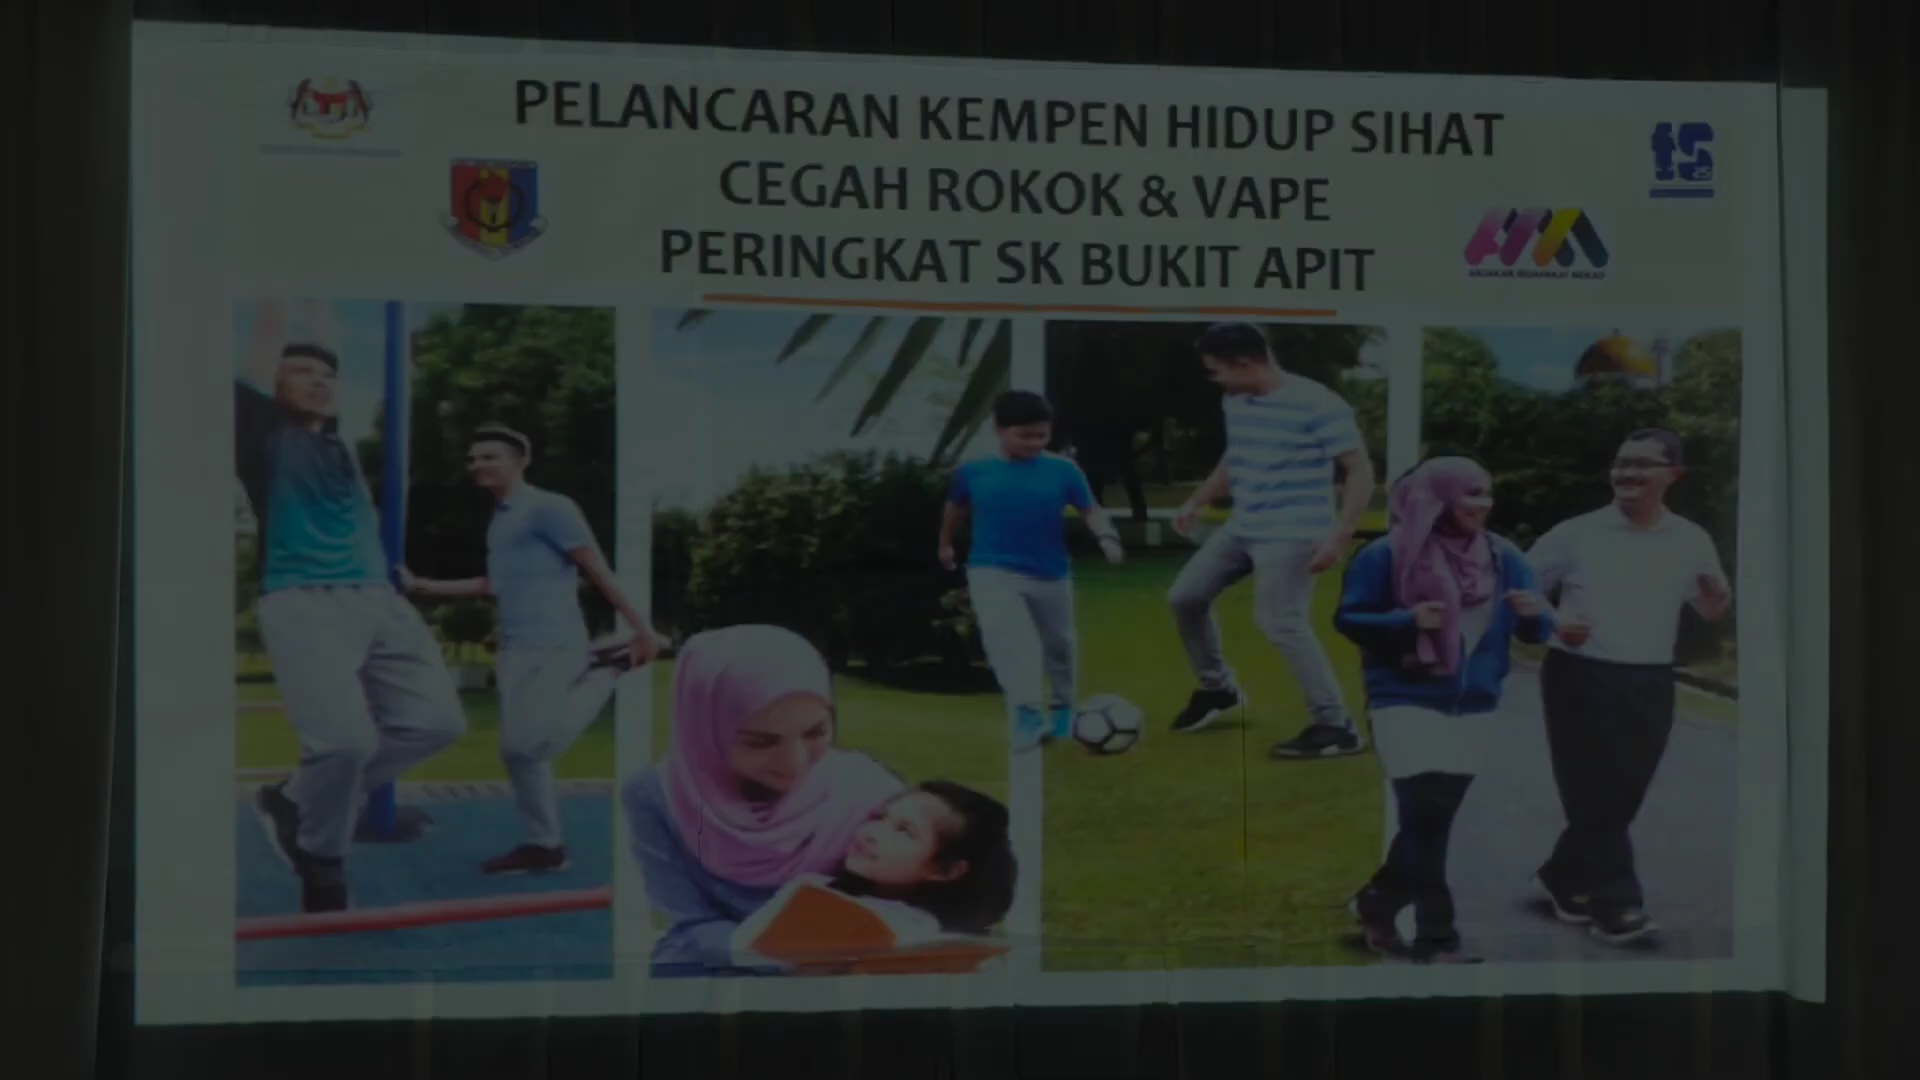 PELANCARAN KEMPEN HIDUP SIHAT
CEGAH ROKOK & VAPE
PERINGKAT SK BUKIT APIT